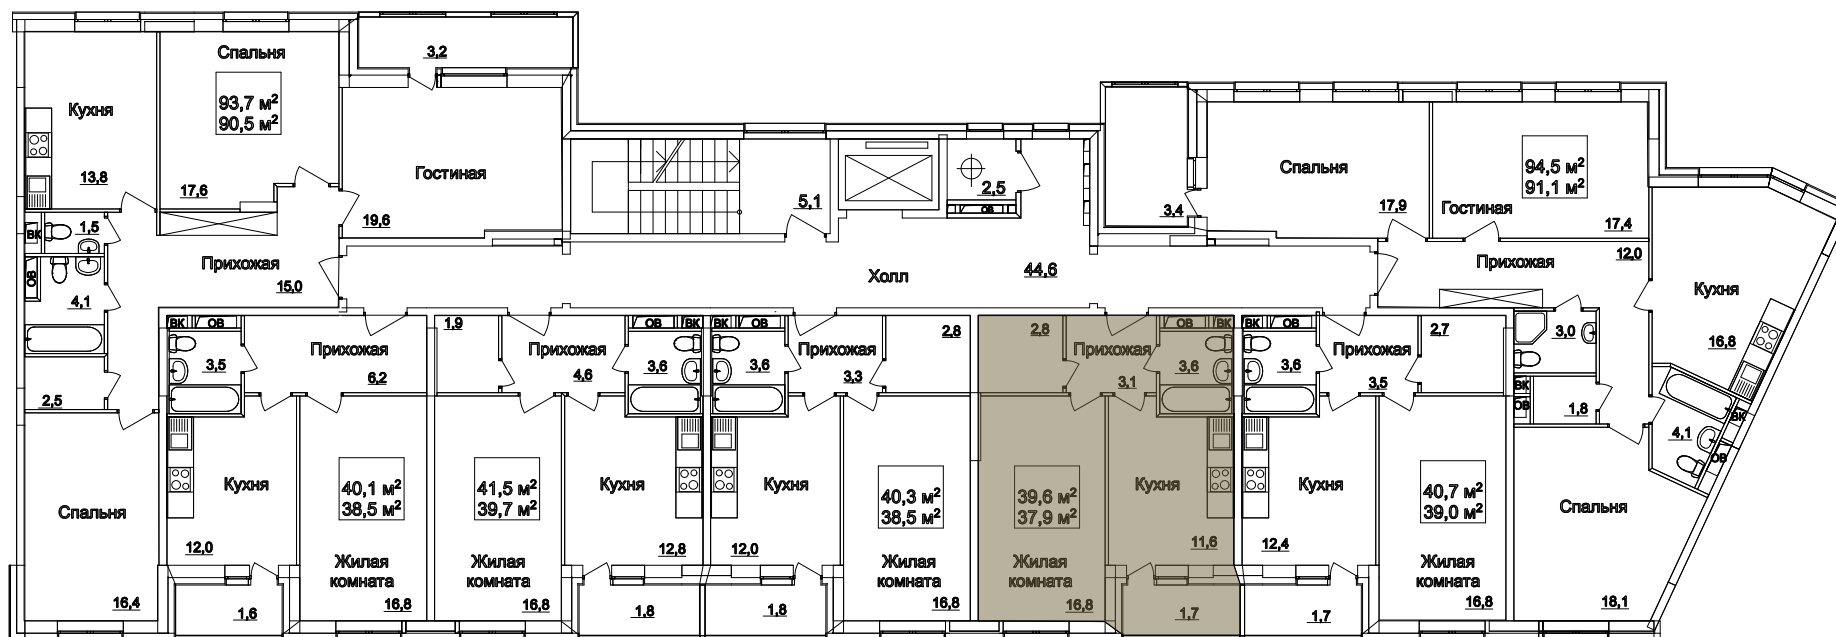 Кухня
13,8
Спальня
93,7 м²
90,5 м²
17,6
3,2
Гостиная
19,6
ВК
1,5
ОВ
4,1
Прихожая
15,0
2,5
Спальня
16,4
5,1
2,5
ОВ
Холл
44,6
3,4
Спальня
17,9
94,5 м²
91,1 м²
Гостиная
17,4
Прихожая
12,0
Кухня
16,8
3,0
ВК
ОВ
1,8
4,1
ВК
ОВ
Спальня
18,1
ВК
ОВ
3,5
Прихожая
6,2
Кухня
12,0
40,1 м²
38,5 м²
Жилая
комната
16,8
1,6
1,9
Прихожая
4,6
ОВ
ВК
3,6
41,5 м²
39,7 м²
Жилая
комната
16,8
Кухня
12,8
1,8
ВК
ОВ
3,6
Прихожая
3,3
2,8
Кухня
12,0
40,3 м²
38,5 м²
Жилая
комната
16,8
1,8
2,8
Прихожая
3,1
ОВ
ВК
3,6
39,6 м²
37,9 м²
Жилая
комната
16,8
Кухня
11,6
1,7
ВК
ОВ
3,6
Прихожая
3,5
2,7
Кухня
12,4
40,7 м²
39,0 м²
Жилая
комната
16,8
1,7